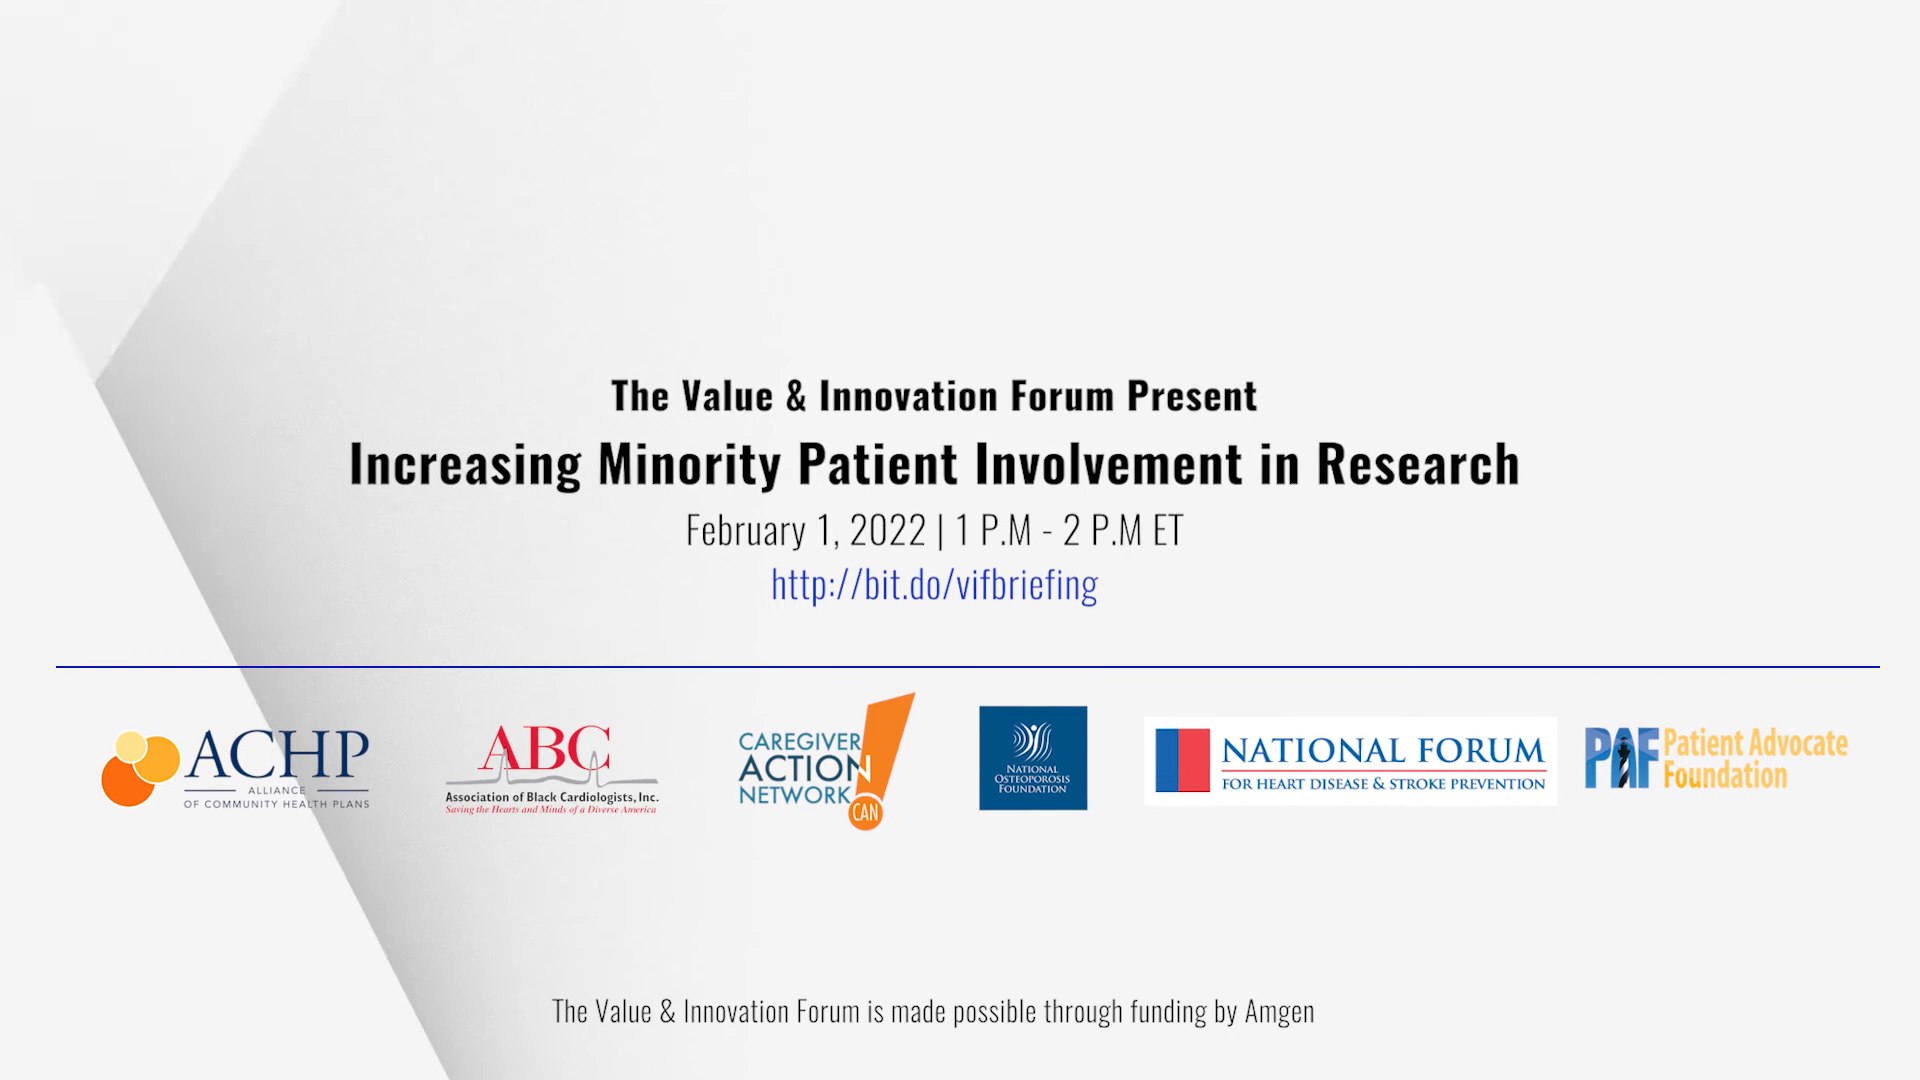 The Value & Innovation Forum Present
Increasing Minority Patient Involvement in Research
February 1, 2022 | 1 P.M - 2 P.M ET
http://bit.do/vifbriefing
ACHP
ALLIANCE
OF COMMUNITY HEALTH PLANS
ABC
Association of Black Cardiologists, Inc.
Saving the Hearts and Minds of a Diverse America
CAREGIVER
ACTION
NETWORK
CAN
NATIONAL
OSTEOPOROSIS
FOUNDATION
NATIONAL FORUM
FOR HEART DISEASE & STROKE PREVENTION
PAF
Patient Advocate
Foundation
The Value & Innovation Forum is made possible through funding by Amgen